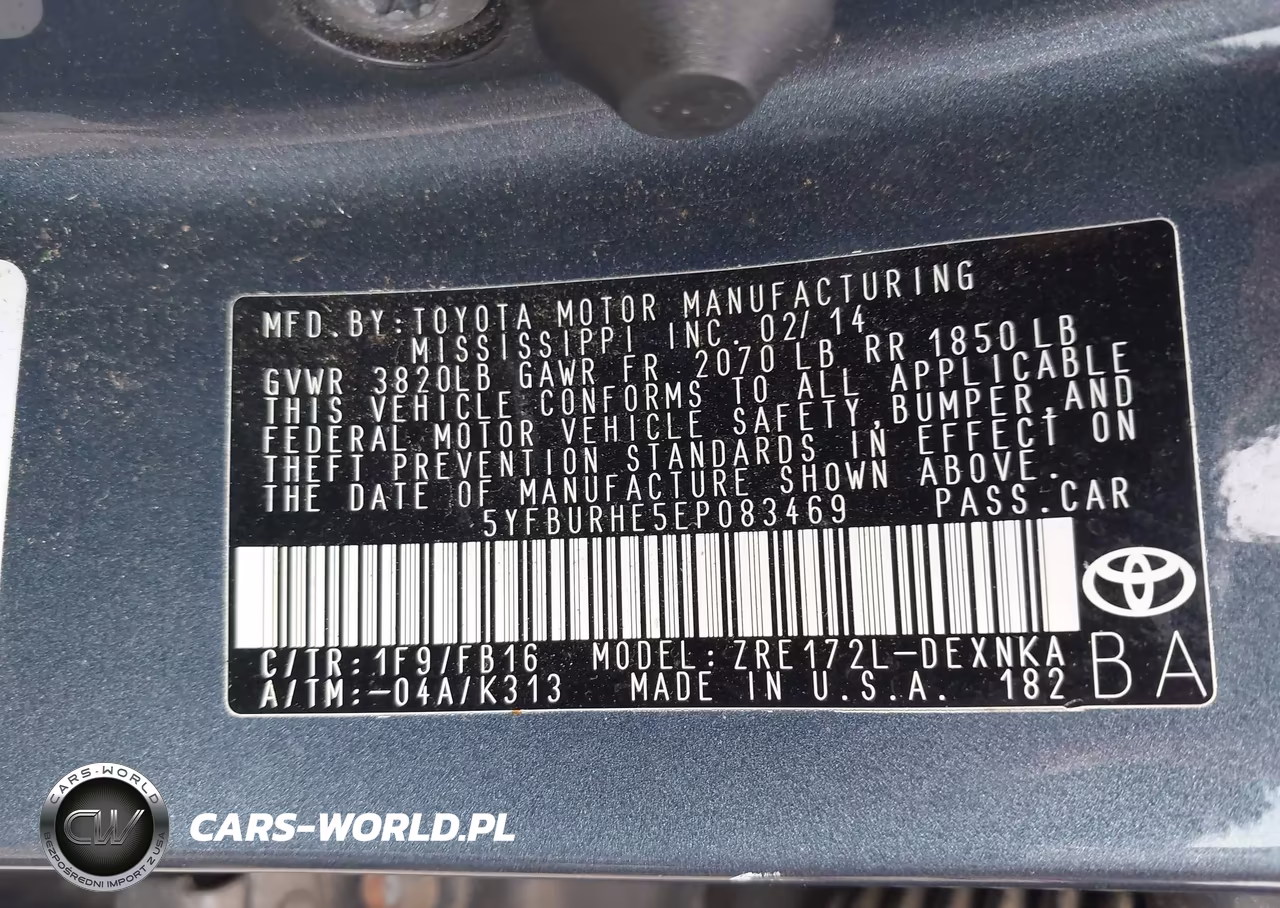 MFD.BY:TOYOTA MOTOR MANUFACTURING
MISSISSIPPI INC. 02/14
GVWR 3820LB GAWR FR 2070 LB RR 1850 LB
THIS VEHICLE CONFORMS TO ALL APPLICABLE
FEDERAL MOTOR VEHICLE SAFETY,BUMPER,AND
THEFT PREVENTION STANDARDS IN EFFECT ON
THE DATE OF MANUFACTURE SHOWN ABOVE.
5YFBURHE5EP083469 PASS.CAR
C/TR:1F9/FB16 MODEL:ZRE172L-DEXNKA
A/TM:-04A/K313 MADE IN U.S.A. 182
BA
CARS-WORLD
CW
BEZPOŚREDNI IMPORT Z USA
CARS-WORLD.PL